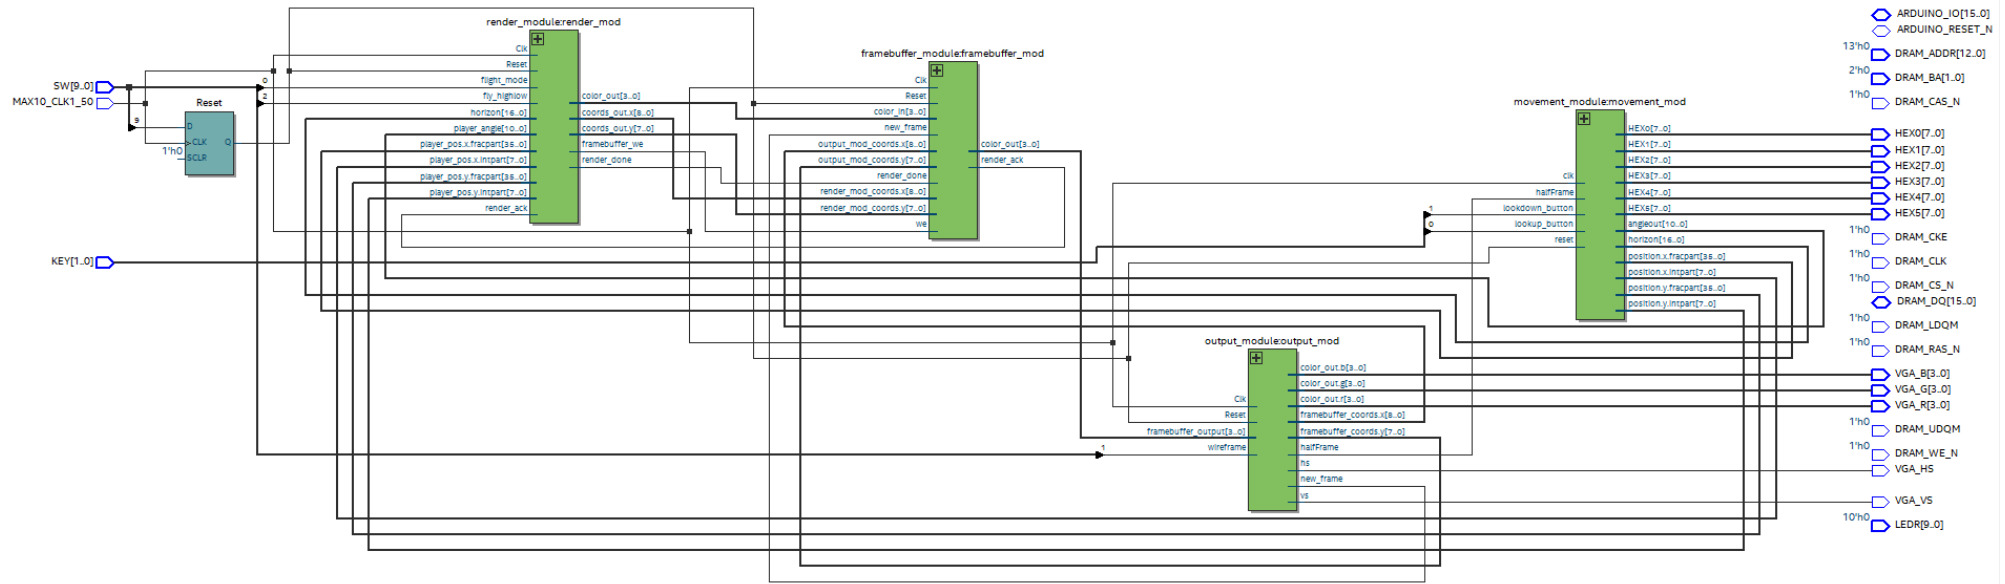 SW[9..0]
MAX10_CLK1_50
KEY[1..0]
9
0
2
Reset
D
CLK
Q
1'h0
SCLR
render_module:render_mod
Clk
Reset
flight_mode
fly_highlow
horizon[16..0]
player_angle[10..0]
player_pos.x.fracpart[35..0]
player_pos.x.intpart[7..0]
player_pos.y.fracpart[35..0]
player_pos.y.intpart[7..0]
render_ack
color_out[3..0]
coords_out.x[8..0]
coords_out.y[7..0]
framebuffer_we
render_done
framebuffer_module:framebuffer_mod
Clk
Reset
color_in[3..0]
new_frame
output_mod_coords.x[8..0]
output_mod_coords.y[7..0]
render_done
render_mod_coords.x[8..0]
render_mod_coords.y[7..0]
we
color_out[3..0]
render_ack
output_module:output_mod
Clk
Reset
framebuffer_output[3..0]
wireframe
1
color_out.b[3..0]
color_out.g[3..0]
color_out.r[3..0]
framebuffer_coords.x[8..0]
framebuffer_coords.y[7..0]
halfFrame
hs
new_frame
vs
movement_module:movement_mod
clk
halfFrame
lookdown_button
lookup_button
reset
1
0
HEX0[7..0]
HEX1[7..0]
HEX2[7..0]
HEX3[7..0]
HEX4[7..0]
HEX5[7..0]
angleout[10..0]
horizon[16..0]
position.x.fracpart[35..0]
position.x.intpart[7..0]
position.y.fracpart[35..0]
position.y.intpart[7..0]
ARDUINO_IO[15..0]
ARDUINO_RESET_N
13'h0 DRAM_ADDR[12..0]
2'h0 DRAM_BA[1..0]
1'h0 DRAM_CAS_N
HEX0[7..0]
HEX1[7..0]
HEX2[7..0]
HEX3[7..0]
HEX4[7..0]
HEX5[7..0]
1'h0 DRAM_CKE
1'h0 DRAM_CLK
1'h0 DRAM_CS_N
DRAM_DQ[15..0]
1'h0 DRAM_LDQM
1'h0 DRAM_RAS_N
VGA_B[3..0]
VGA_G[3..0]
VGA_R[3..0]
1'h0 DRAM_UDQM
1'h0 DRAM_WE_N
VGA_HS
VGA_VS
10'h0 LEDR[9..0]